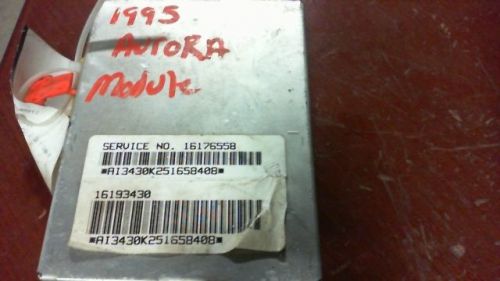 1995
AUTORA
Module
SERVICE NO. 16176558
*AI3430K251658408*
16193430
*AI3430K251658408*